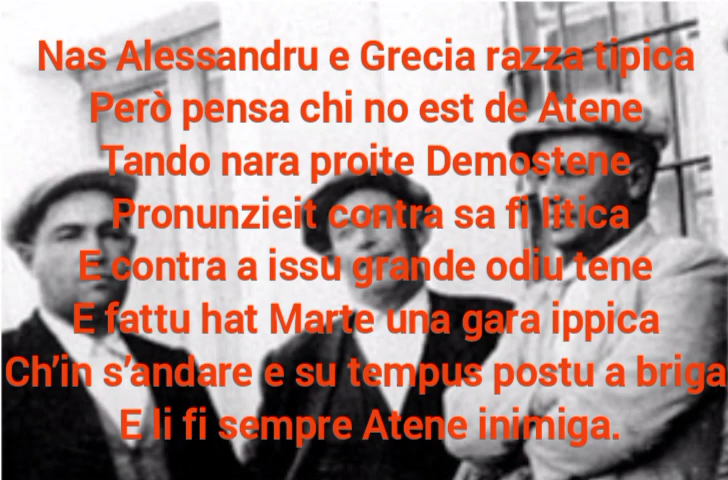 Nas Alessandru e Grecia razza tipica
Però pensa chi no est de Atene
Tando nara proite Demostene
Pronunzieit contra sa fi litica
E contra a issu grande odiu tene
E fattu hat Marte una gara ippica
Ch’in s’andare e su tempus postu a briga
E li fi sempre Atene inimiga.